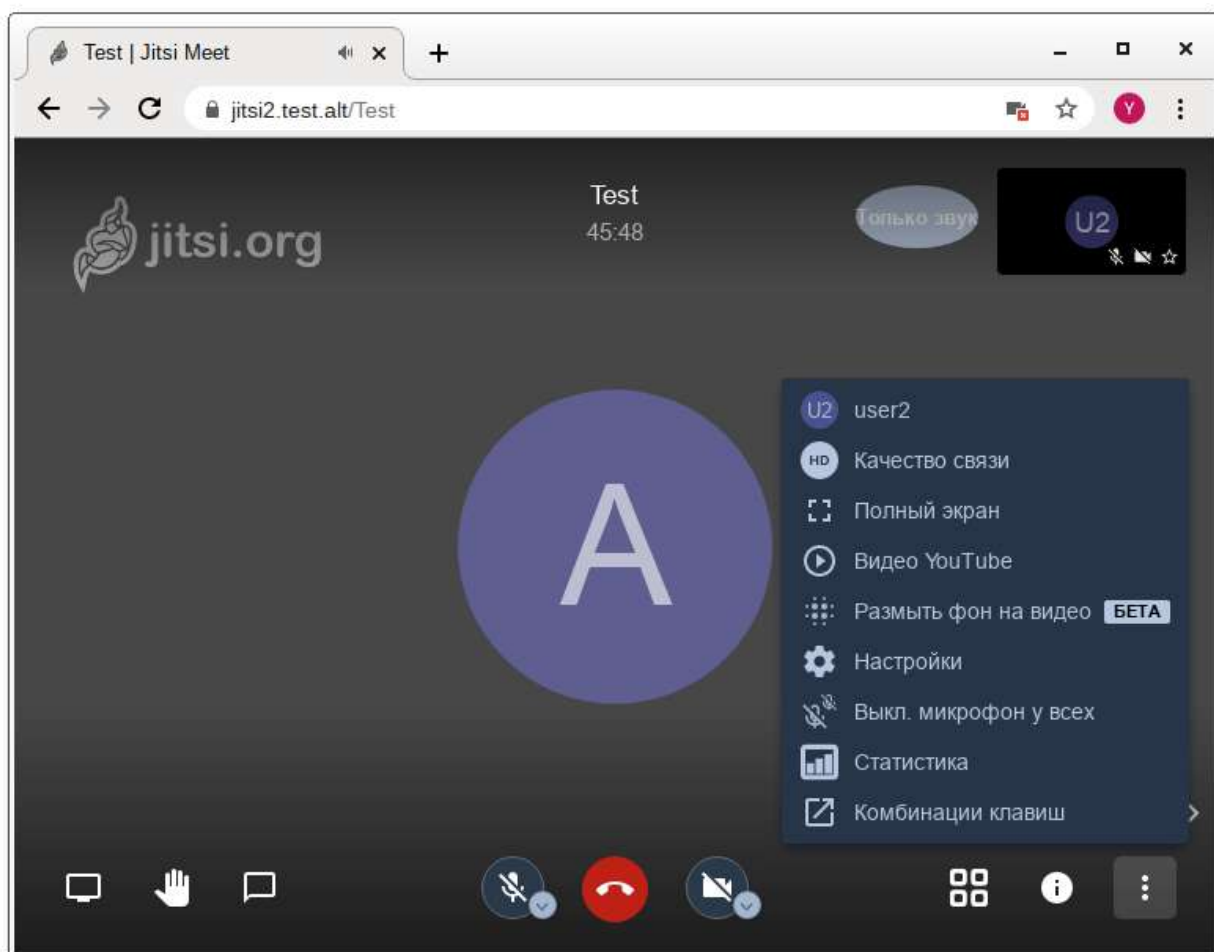 Test | Jitsi Meet
jitsi2.test.alt/Test
Y
jitsi.org
Test
45:48
Только звук
U2
A
U2 user2
HD Качество связи
Полный экран
Видео YouTube
Размыть фон на видео БЕТА
Настройки
Выкл. микрофон у всех
Статистика
Комбинации клавиш